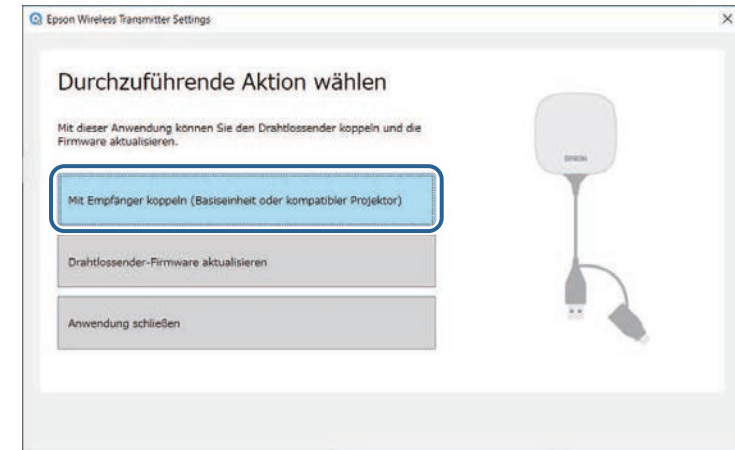 Epson Wireless Transmitter Settings
Durchzuführende Aktion wählen
Mit dieser Anwendung können Sie den Drahtlossender koppeln und die
Firmware aktualisieren.
EPSON
Mit Empfänger koppeln (Basiseinheit oder kompatibler Projektor)
Drahtlossender-Firmware aktualisieren
Anwendung schließen